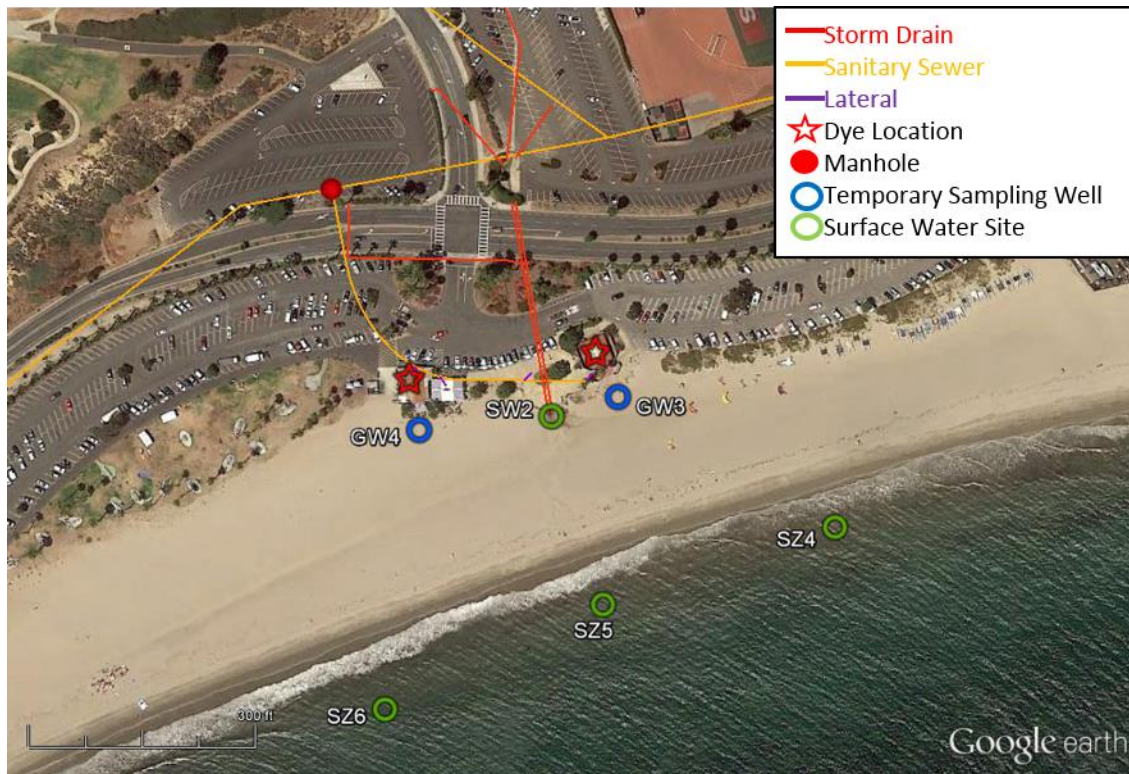 Storm Drain
Sanitary Sewer
Lateral
Dye Location
Manhole
Temporary Sampling Well
Surface Water Site
SW2
GW3
GW4
SZ4
SZ5
SZ6
300 ft
Google earth